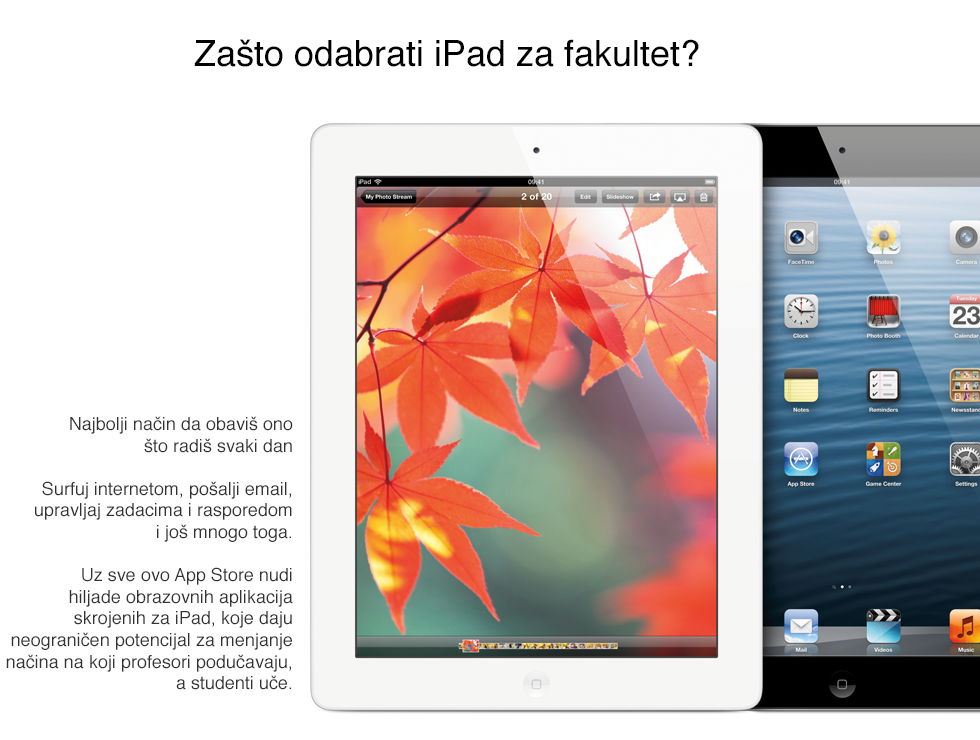 Zašto odabrati iPad za fakultet?
Najbolji način da obaviš ono
što radiš svaki dan
Surfuj internetom, pošalji email,
upravljaj zadacima i rasporedom
i još mnogo toga.
Uz sve ovo App Store nudi
hiljade obrazovnih aplikacija
skrojenih za iPad, koje daju
neograničen potencijal za menjanje
načina na koji profesori podučavaju,
a studenti uče.
iPad 09:41
My Photo Stream 2 of 20 Edit Slideshow
09:41
FaceTime Photos Camera
Tuesday
23
Clock Photo Booth Calendar
Notes Reminders Newsstand
App Store Game Center Settings
Mail Videos Music